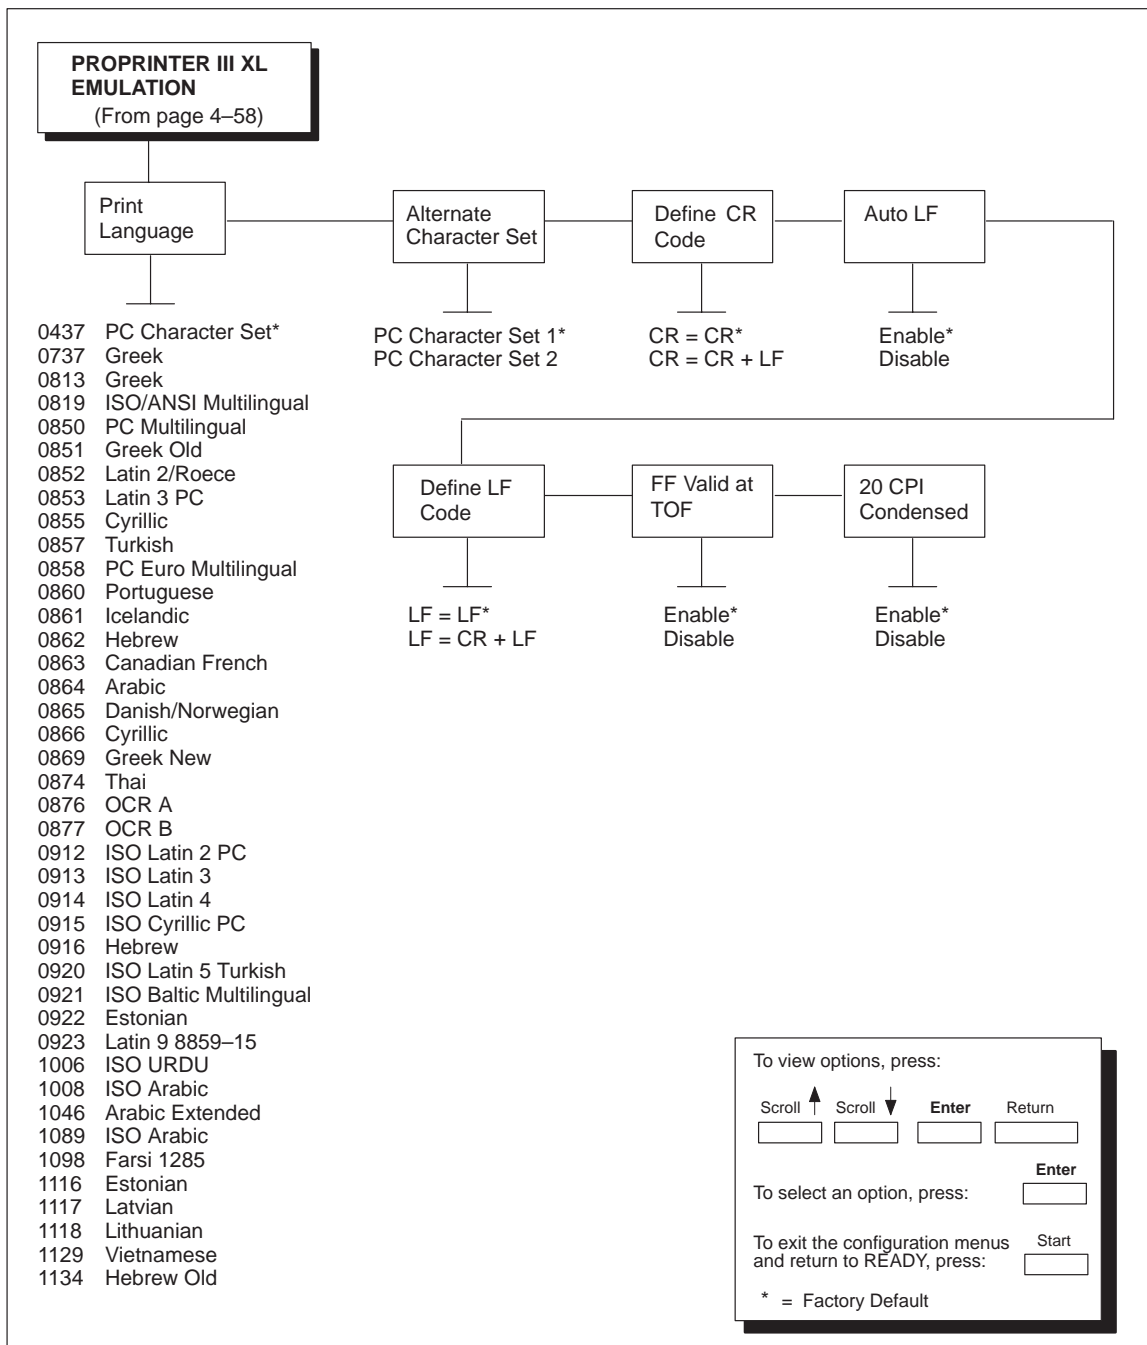 PROPRINTER III XL
EMULATION
(From page 4–58)
Print
Language
Alternate
Character Set
Define CR
Code
Auto LF
0437 PC Character Set*
0737 Greek
0813 Greek
0819 ISO/ANSI Multilingual
0850 PC Multilingual
0851 Greek Old
0852 Latin 2/Roece
0853 Latin 3 PC
0855 Cyrillic
0857 Turkish
0858 PC Euro Multilingual
0860 Portuguese
0861 Icelandic
0862 Hebrew
0863 Canadian French
0864 Arabic
0865 Danish/Norwegian
0866 Cyrillic
0869 Greek New
0874 Thai
0876 OCR A
0877 OCR B
0912 ISO Latin 2 PC
0913 ISO Latin 3
0914 ISO Latin 4
0915 ISO Cyrillic PC
0916 Hebrew
0920 ISO Latin 5 Turkish
0921 ISO Baltic Multilingual
0922 Estonian
0923 Latin 9 8859–15
1006 ISO URDU
1008 ISO Arabic
1046 Arabic Extended
1089 ISO Arabic
1098 Farsi 1285
1116 Estonian
1117 Latvian
1118 Lithuanian
1129 Vietnamese
1134 Hebrew Old
PC Character Set 1*
PC Character Set 2
CR = CR*
CR = CR + LF
Enable*
Disable
Define LF
Code
FF Valid at
TOF
20 CPI
Condensed
LF = LF*
LF = CR + LF
Enable*
Disable
Enable*
Disable
To view options, press:
Scroll Scroll Enter Return
Enter
To select an option, press:
To exit the configuration menus Start
and return to READY, press:
* = Factory Default